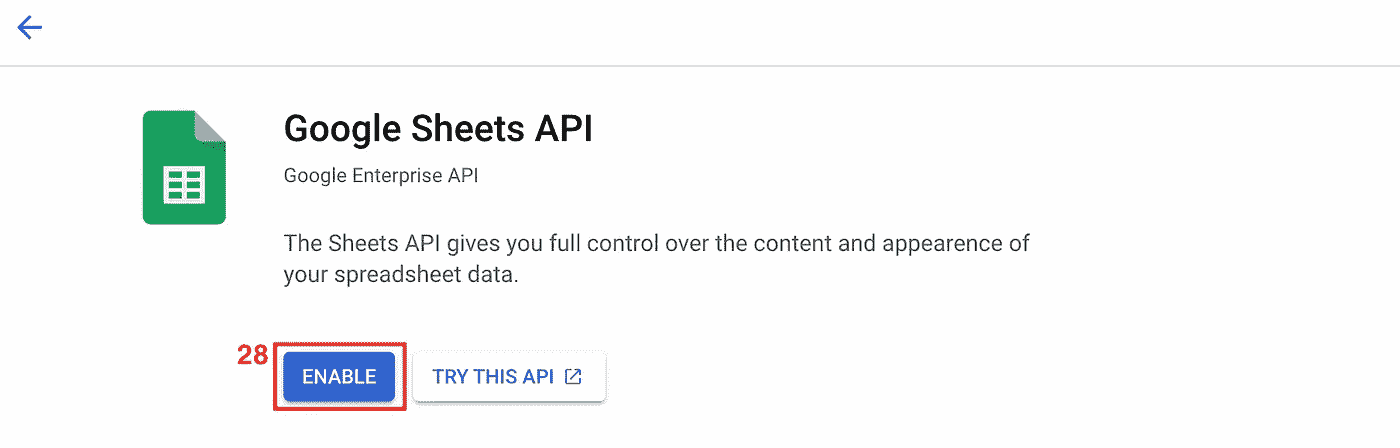 Google Sheets API
Google Enterprise API
The Sheets API gives you full control over the content and appearence of
your spreadsheet data.
28
ENABLE
TRY THIS API